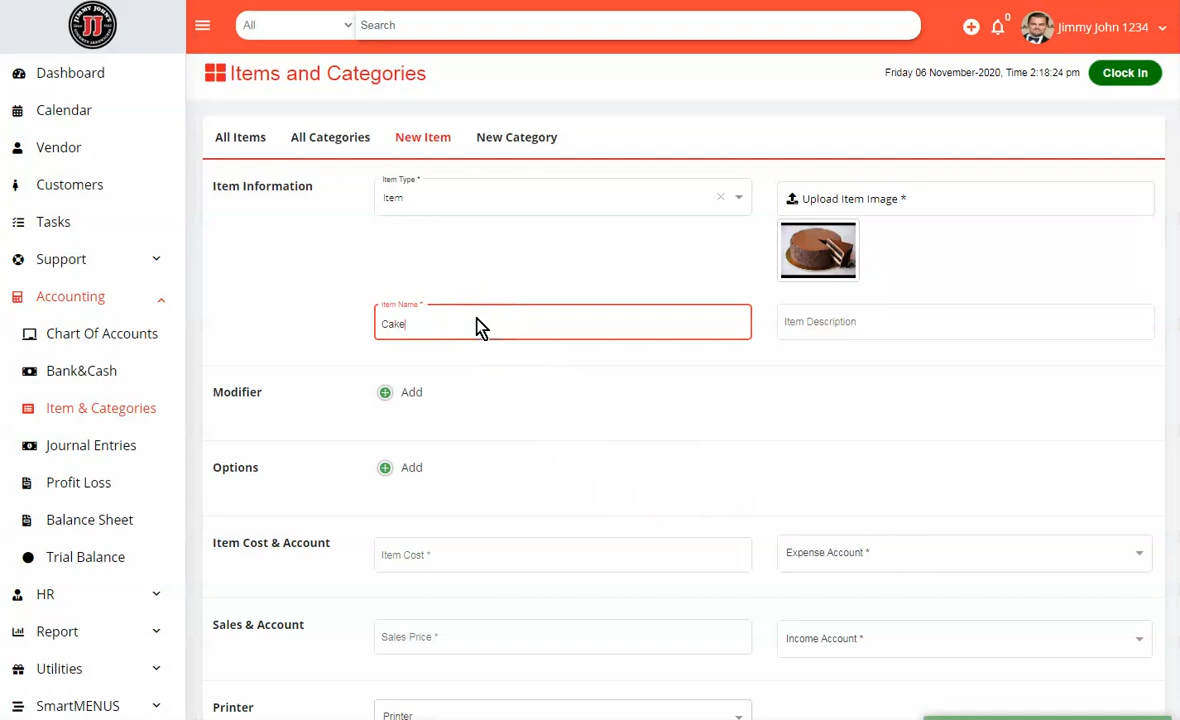 JIMMY JOHN'S
JJ
All
Search
0
Jimmy John 1234
Dashboard
Calendar
Vendor
Customers
Tasks
Support
Accounting
Chart Of Accounts
Bank&Cash
Item & Categories
Journal Entries
Profit Loss
Balance Sheet
Trial Balance
HR
Report
Utilities
SmartMENUS
Items and Categories
Friday 06 November-2020, Time 2:18:24 pm
Clock In
All Items
All Categories
New Item
New Category
Item Information
Item Type *
Item
Upload Item Image *
Item Name *
Cake
Item Description
Modifier
Add
Options
Add
Item Cost & Account
Item Cost *
Expense Account *
Sales & Account
Sales Price *
Income Account *
Printer
Printer